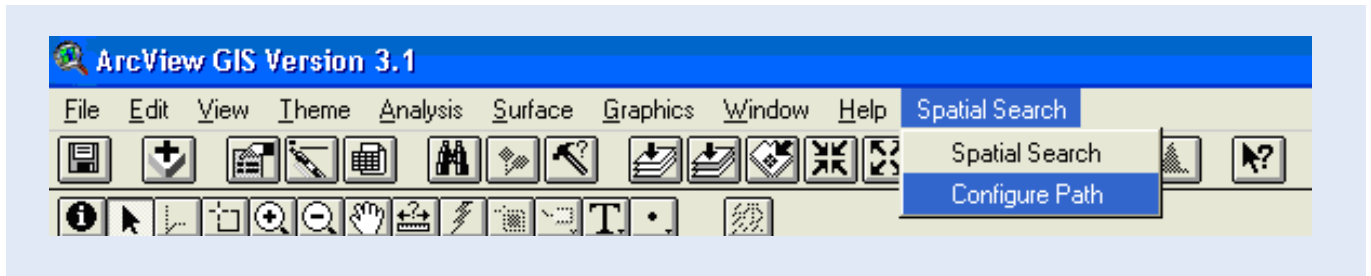 ArcView GIS Version 3.1
File Edit View Theme Analysis Surface Graphics Window Help Spatial Search
Spatial Search
Configure Path
T